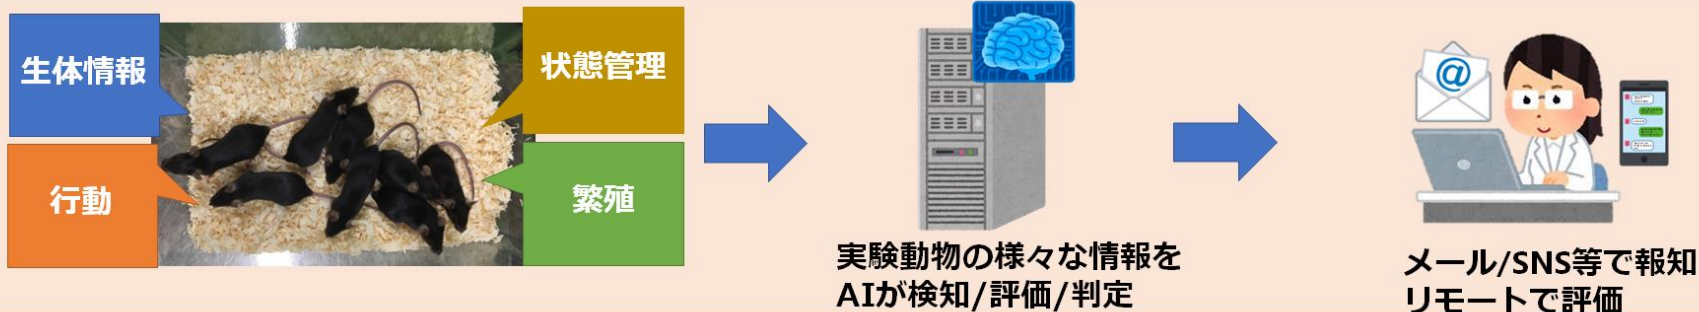 生体情報
状態管理
行動
繁殖
@
実験動物の様々な情報を
AIが検知/評価/判定
メール/SNS等で報知
リモートで評価